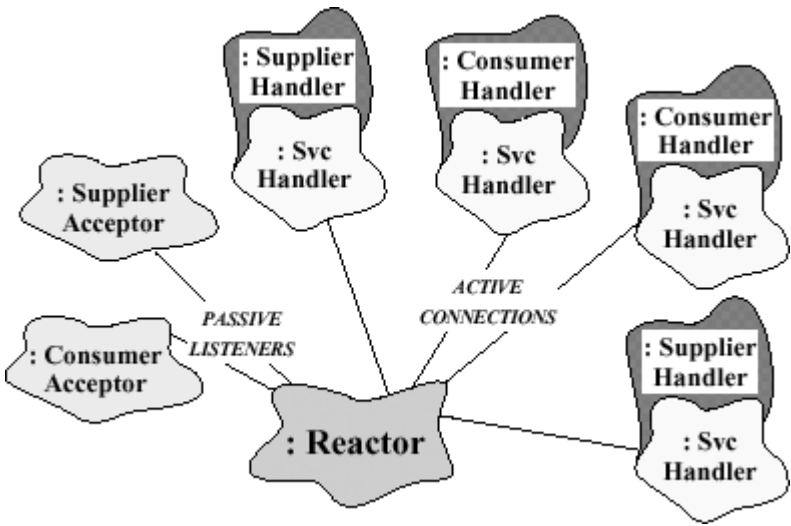 : Supplier
Handler
: Svc
Handler
: Consumer
Handler
: Svc
Handler
: Consumer
Handler
: Svc
Handler
: Supplier
Acceptor
PASSIVE
LISTENERS
ACTIVE
CONNECTIONS
: Consumer
Acceptor
: Supplier
Handler
: Svc
Handler
: Reactor